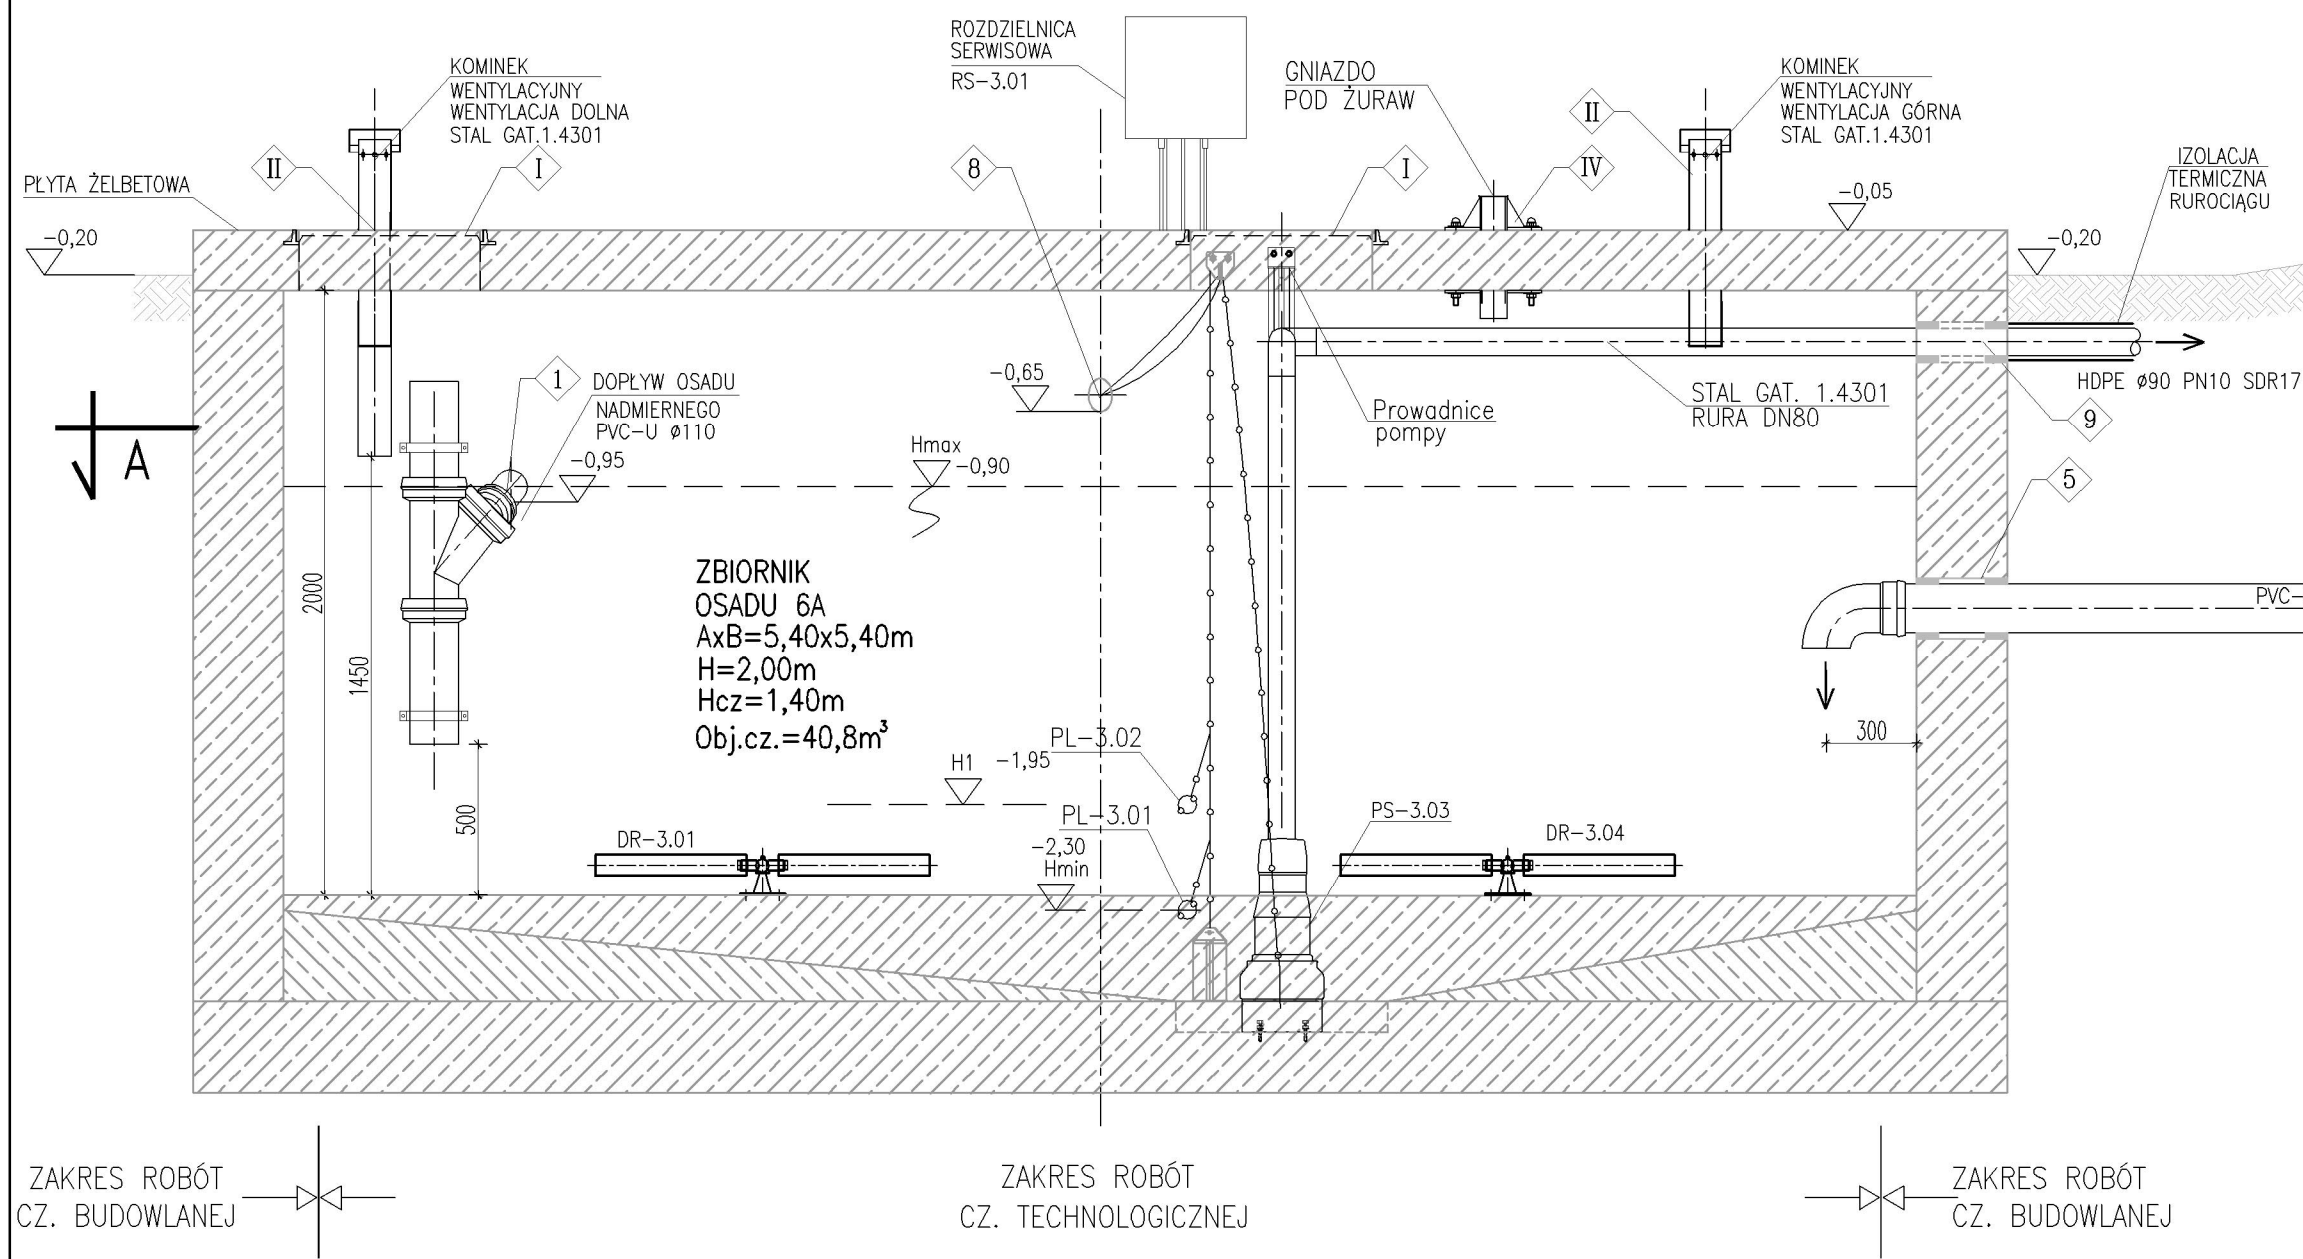 ROZDZIELNICA
SERWISOWA
RS-3.01
KOMINEK
WENTYLACYJNY
WENTYLACJA DOLNA
STAL GAT.1.4301
GNIAZDO
POD ŻURAW
KOMINEK
WENTYLACYJNY
WENTYLACJA GÓRNA
STAL GAT.1.4301
II
I
8
I
II
IV
IZOLACJA
TERMICZNA
RUROCIĄGU
PŁYTA ŻELBETOWA
-0,20
-0,05
-0,20
1
DOPŁYW OSADU
NADMIERNEGO
PVC-U ø110
-0,95
-0,65
Hmax
-0,90
Prowadnice
pompy
STAL GAT. 1.4301
RURA DN80
HDPE ø90 PN10 SDR17
9
5
A
ZBIORNIK
OSADU 6A
AxB=5,40x5,40m
H=2,00m
Hcz=1,40m
Obj.cz.=40,8m³
2000
1450
500
PVC-
300
PL-3.02
H1 -1,95
PL-3.01
-2,30
Hmin
PS-3.03
DR-3.01
DR-3.04
ZAKRES ROBÓT
CZ. BUDOWLANEJ
ZAKRES ROBÓT
CZ. TECHNOLOGICZNEJ
ZAKRES ROBÓT
CZ. BUDOWLANEJ